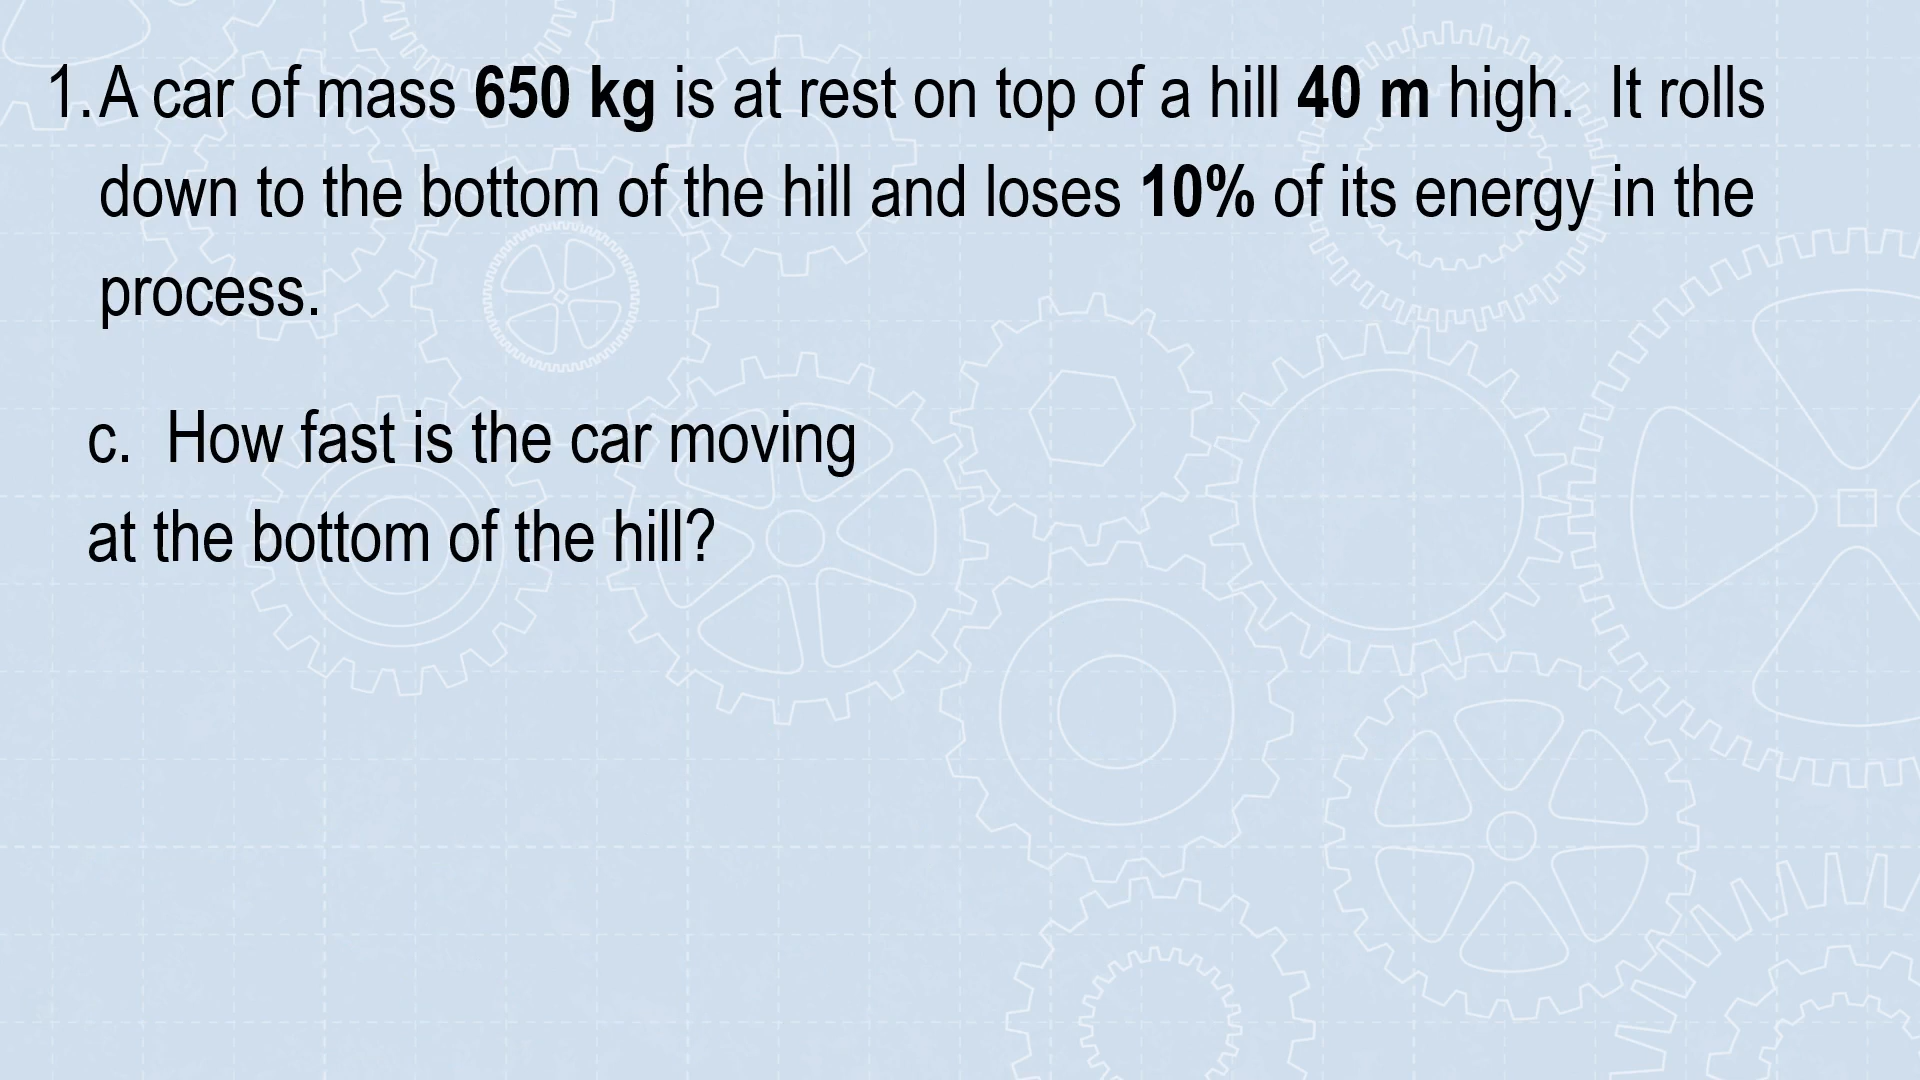 1. A car of mass 650 kg is at rest on top of a hill 40 m high.  It rolls
down to the bottom of the hill and loses 10% of its energy in the
process.
c.  How fast is the car moving
at the bottom of the hill?